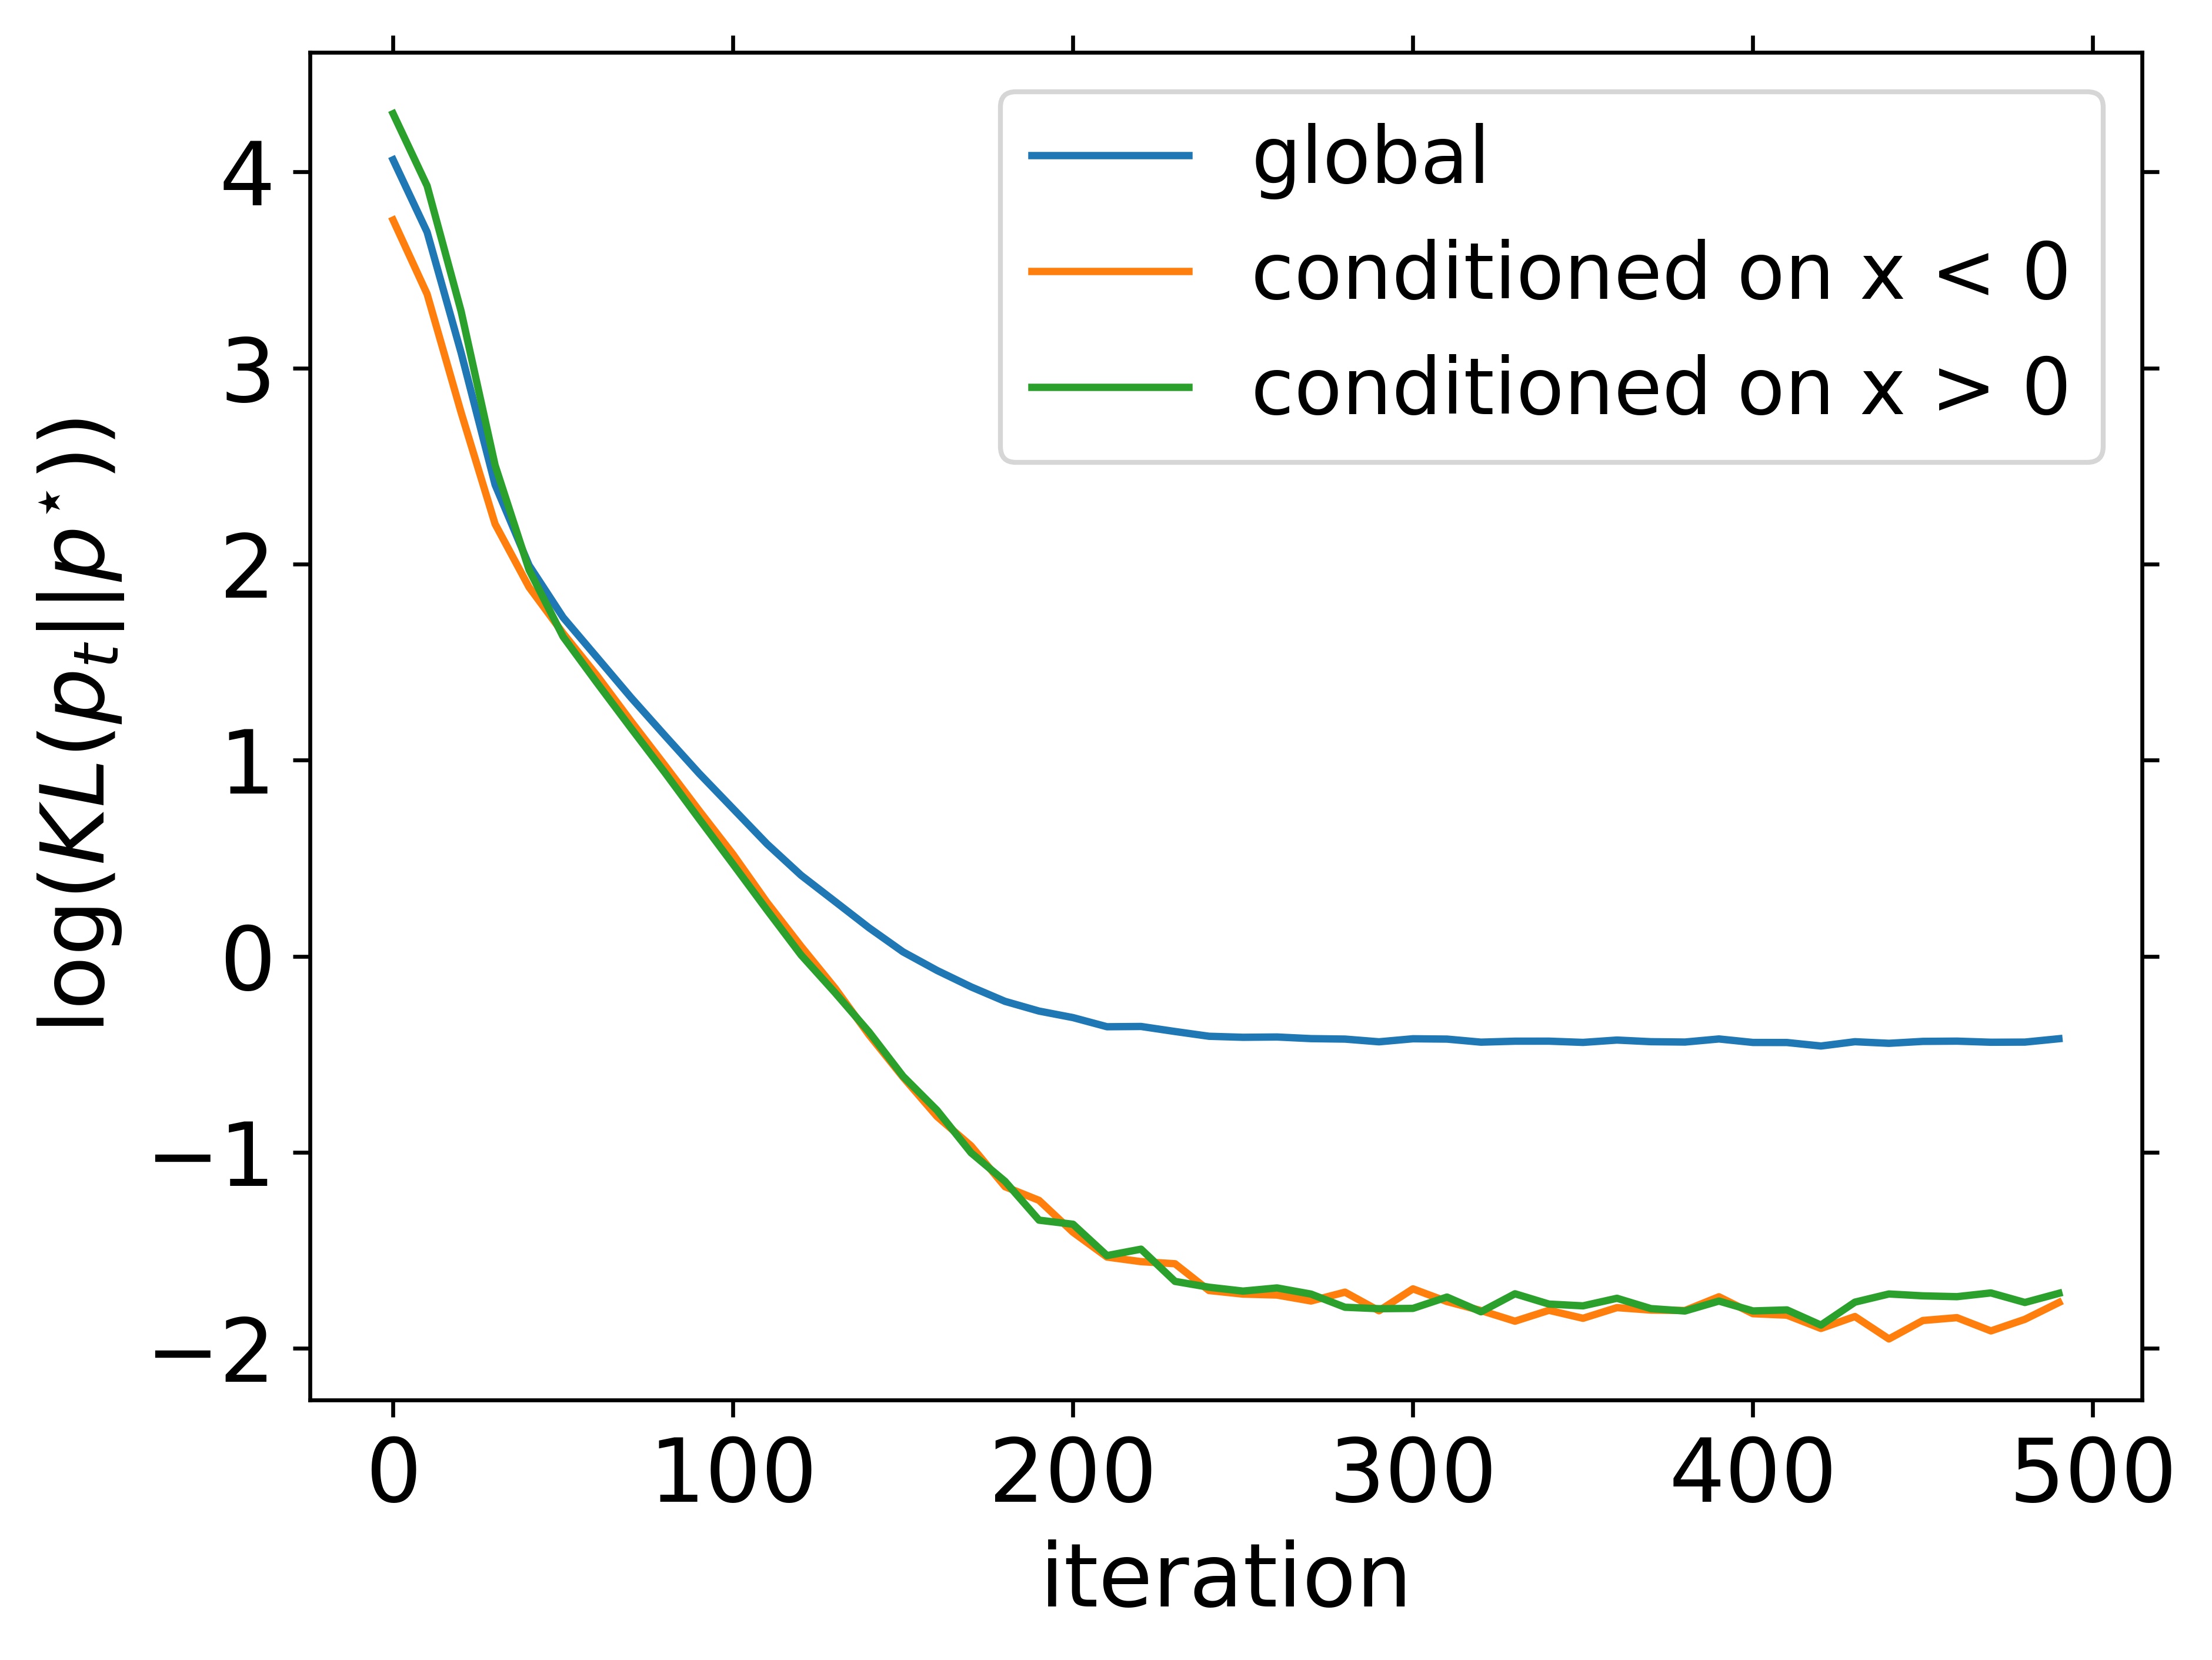 global
conditioned on x < 0
conditioned on x > 0
log(KL(p_t||p^⋆))
4
3
2
1
0
−1
−2
0 100 200 300 400 500
iteration